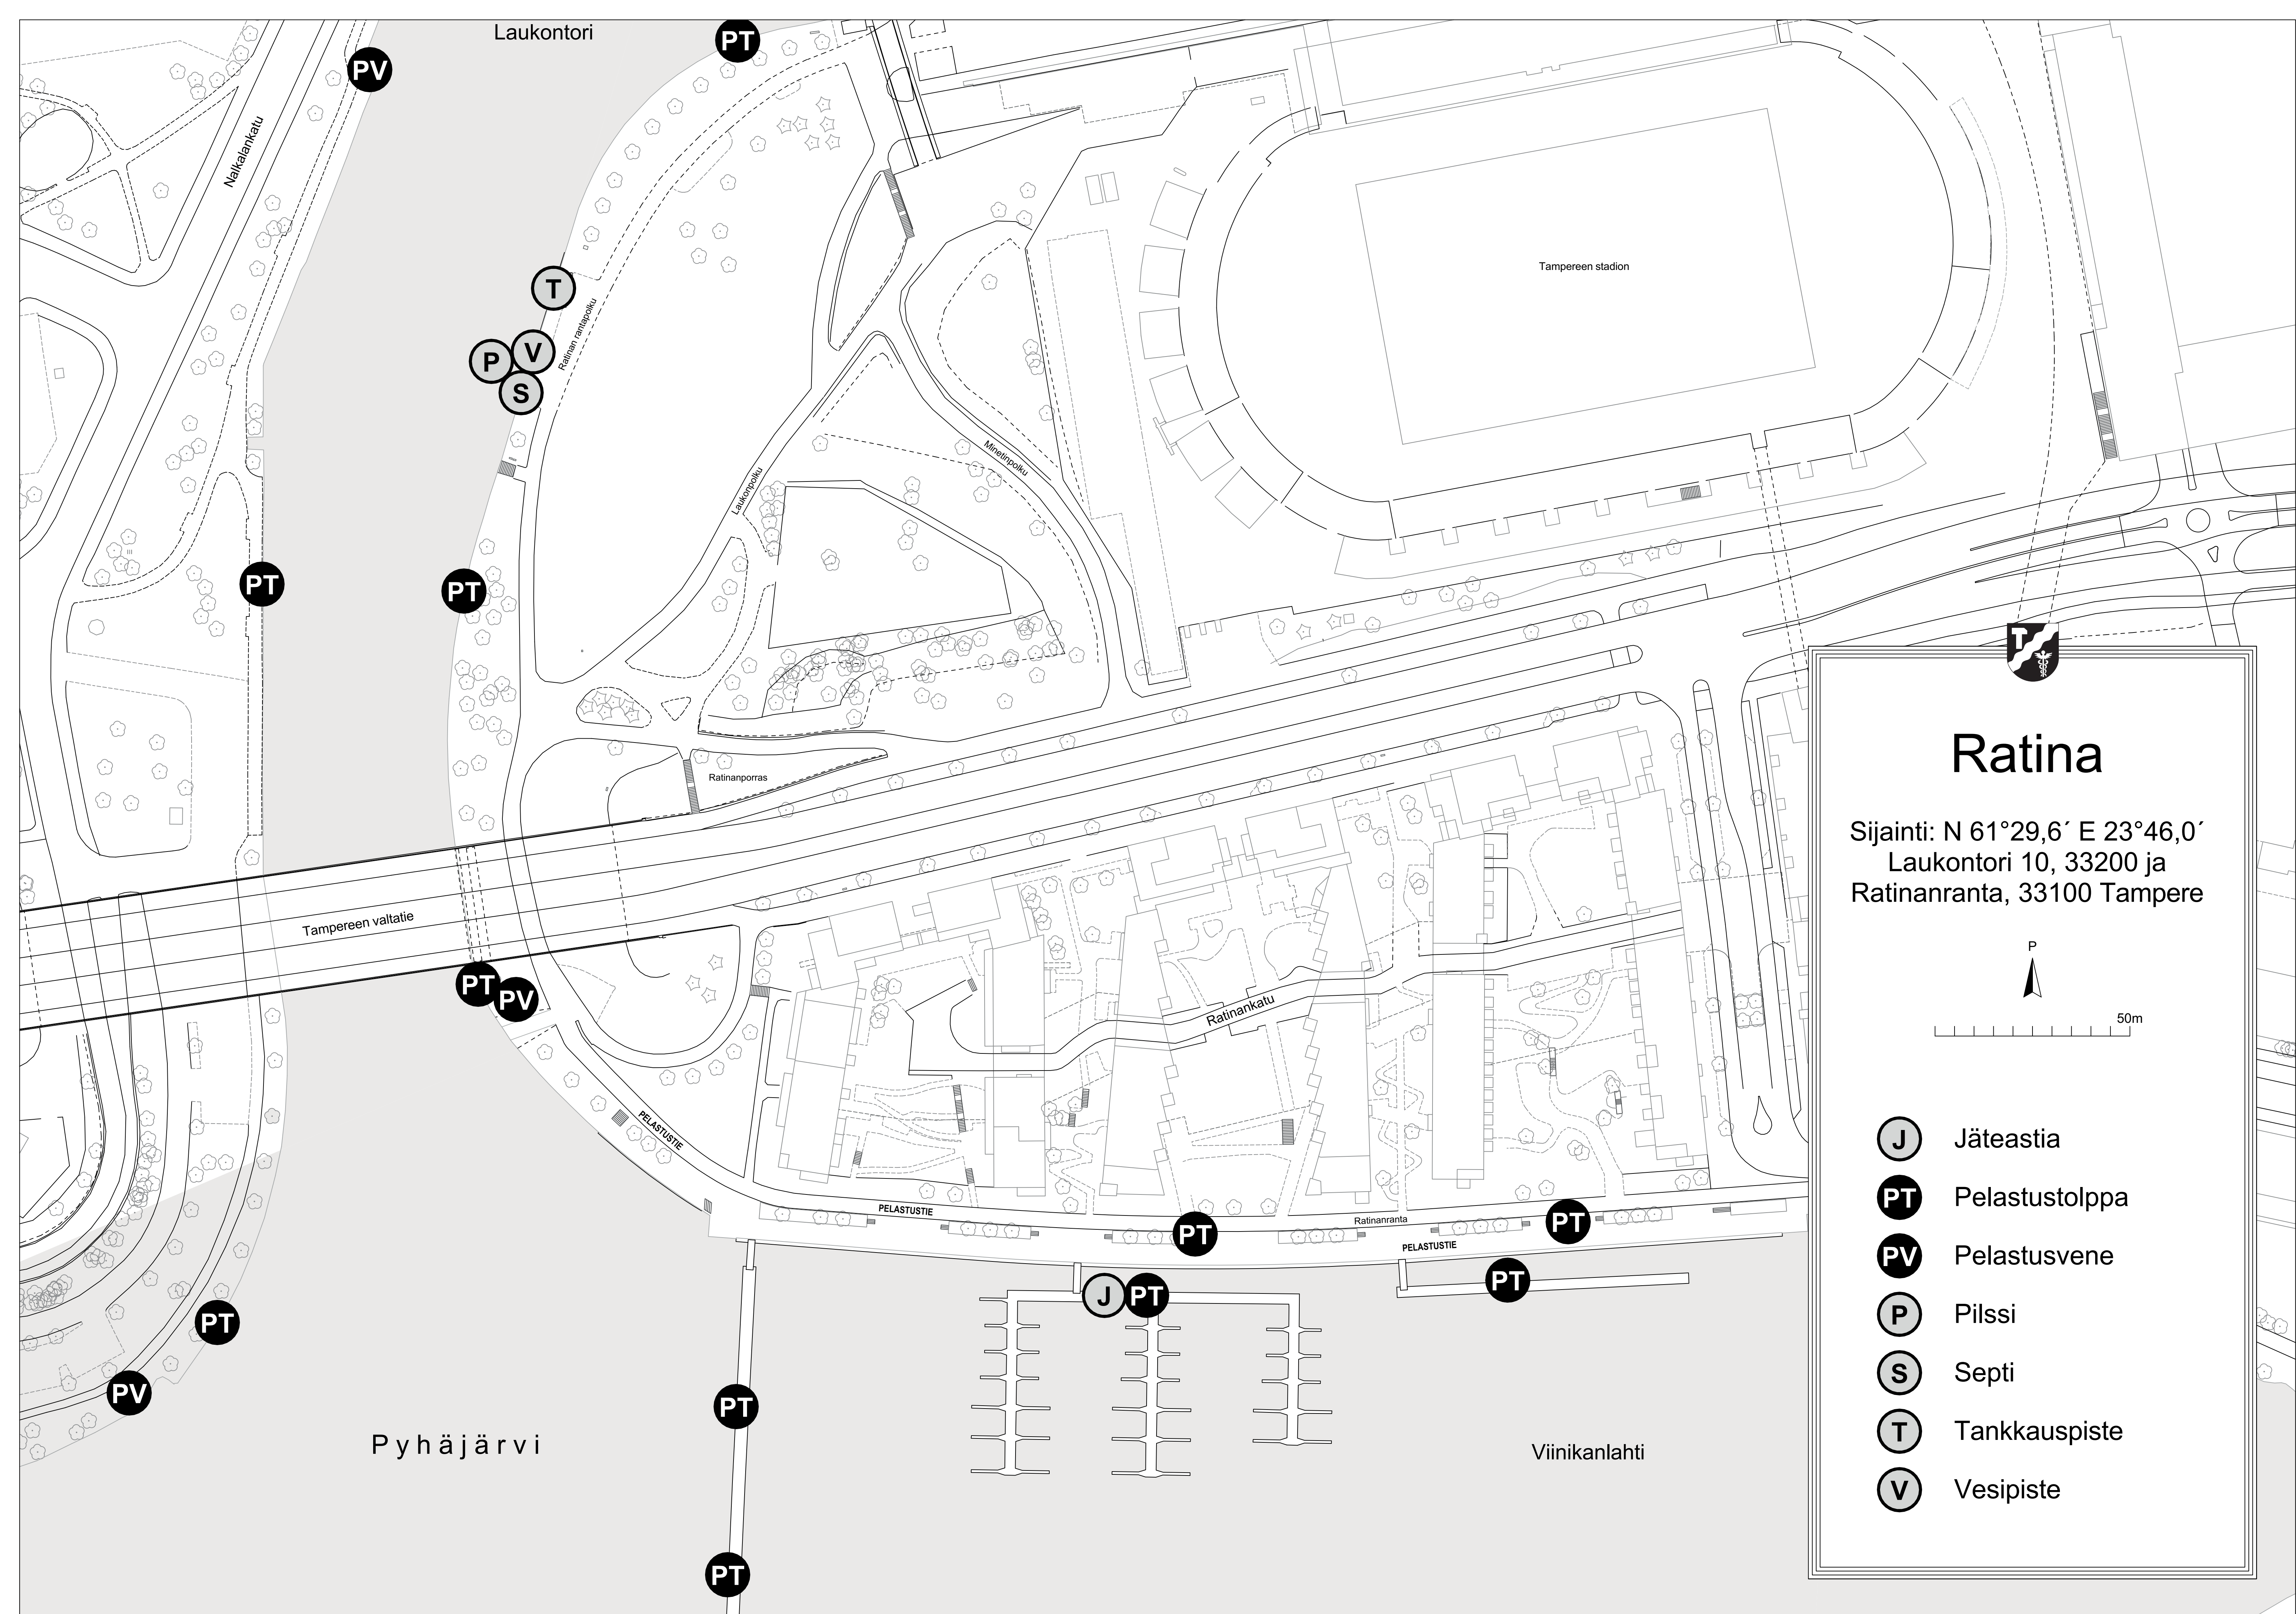 Laukontori
PT
PV
Nalkalankatu
T
Ratinan rantapolku
P
V
S
Tampereen stadion
Minetinpolku
Laukonpolku
PT
PT
Ratinanporras
Tampereen valtatie
PT
PV
Ratinankatu
PELASTUSTIE
PELASTUSTIE
Ratinanranta
PELASTUSTIE
PT
PT
J
PT
PT
PT
PV
PT
PT
Pyhäjärvi
Viinikanlahti
T
Ratina
Sijainti: N 61°29,6´ E 23°46,0´
Laukontori 10, 33200 ja
Ratinanranta, 33100 Tampere
P
50m
J Jäteastia
PT Pelastustolppa
PV Pelastusvene
P Pilssi
S Septi
T Tankkauspiste
V Vesipiste